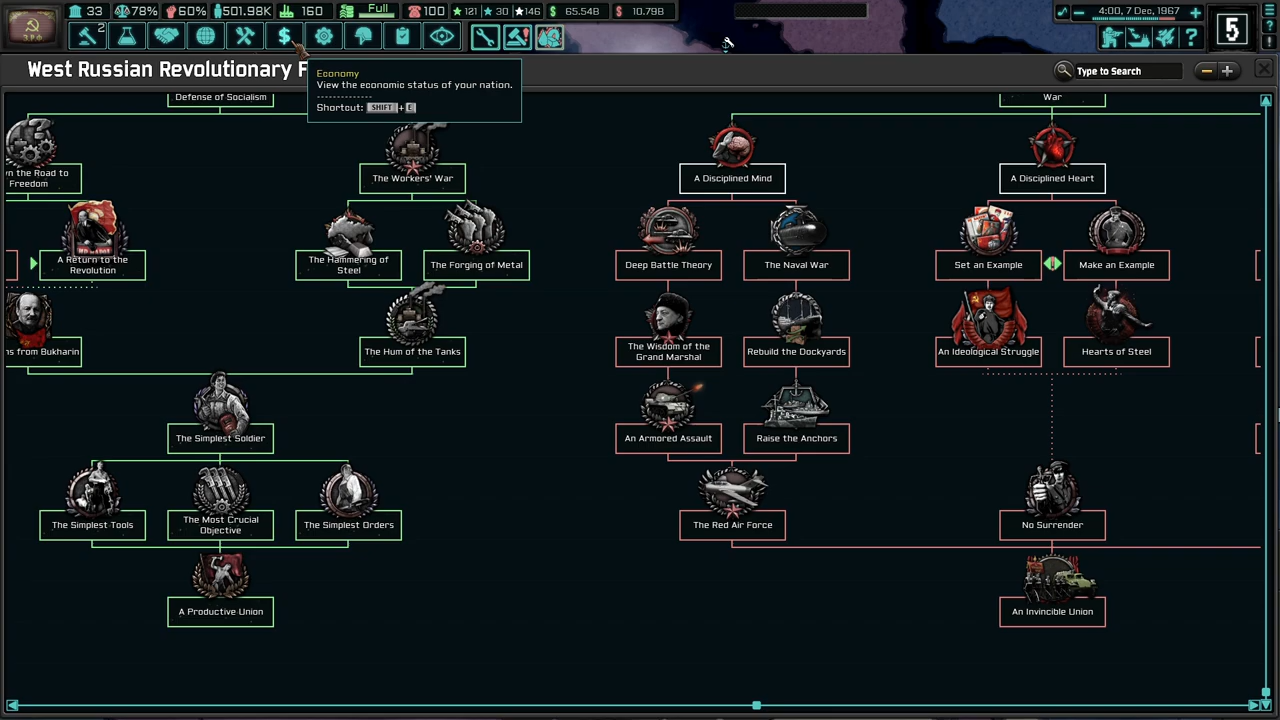 33 78% 60% 501.98K 160 Full 100 121 30 146 $ 65.54B $ 10.79B
4:00, 7 Dec, 1967
5
2
West Russian Revolutionary F
Type to Search
Economy
View the economic status of your nation.
Shortcut: SHIFT + E
Defense of Socialism
War
n the Road to
Freedom
The Workers' War
A Disciplined Mind
A Disciplined Heart
A Return to the
Revolution
The Hammering of
Steel
The Forging of Metal
Deep Battle Theory
The Naval War
Set an Example
Make an Example
ns from Bukharin
The Hum of the Tanks
The Wisdom of the
Grand Marshal
Rebuild the Dockyards
An Ideological Struggle
Hearts of Steel
The Simplest Soldier
An Armored Assault
Raise the Anchors
The Simplest Tools
The Most Crucial
Objective
The Simplest Orders
The Red Air Force
No Surrender
A Productive Union
An Invincible Union